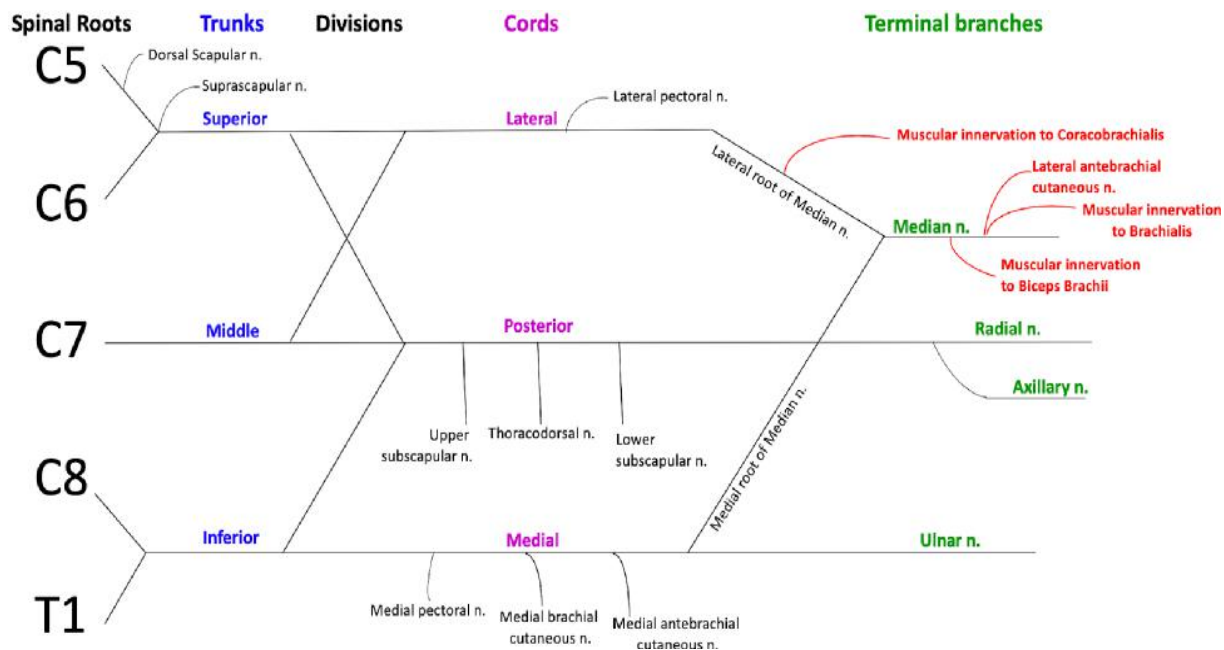 Spinal Roots Trunks Divisions Cords Terminal branches
C5
Dorsal Scapular n.
Suprascapular n.
Superior
Lateral
Lateral pectoral n.
Lateral root of Median n.
Muscular innervation to Coracobrachialis
Lateral antebrachial
cutaneous n.
Muscular innervation
to Brachialis
C6
Median n.
Muscular innervation
to Biceps Brachii
C7
Middle
Posterior
Radial n.
Axillary n.
Upper
subscapular n.
Thoracodorsal n.
Lower
subscapular n.
Medial root of Median n.
C8
Inferior
Medial
Ulnar n.
T1
Medial pectoral n.
Medial brachial
cutaneous n.
Medial antebrachial
cutaneous n.